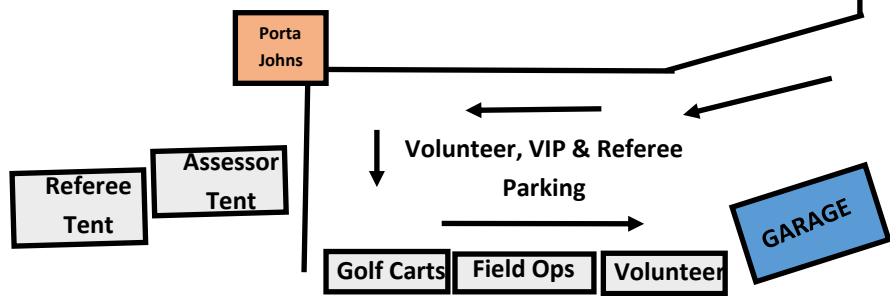 Porta
Johns
Volunteer, VIP & Referee
Parking
Assessor
Tent
Referee
Tent
GARAGE
Golf Carts
Field Ops
Volunteer